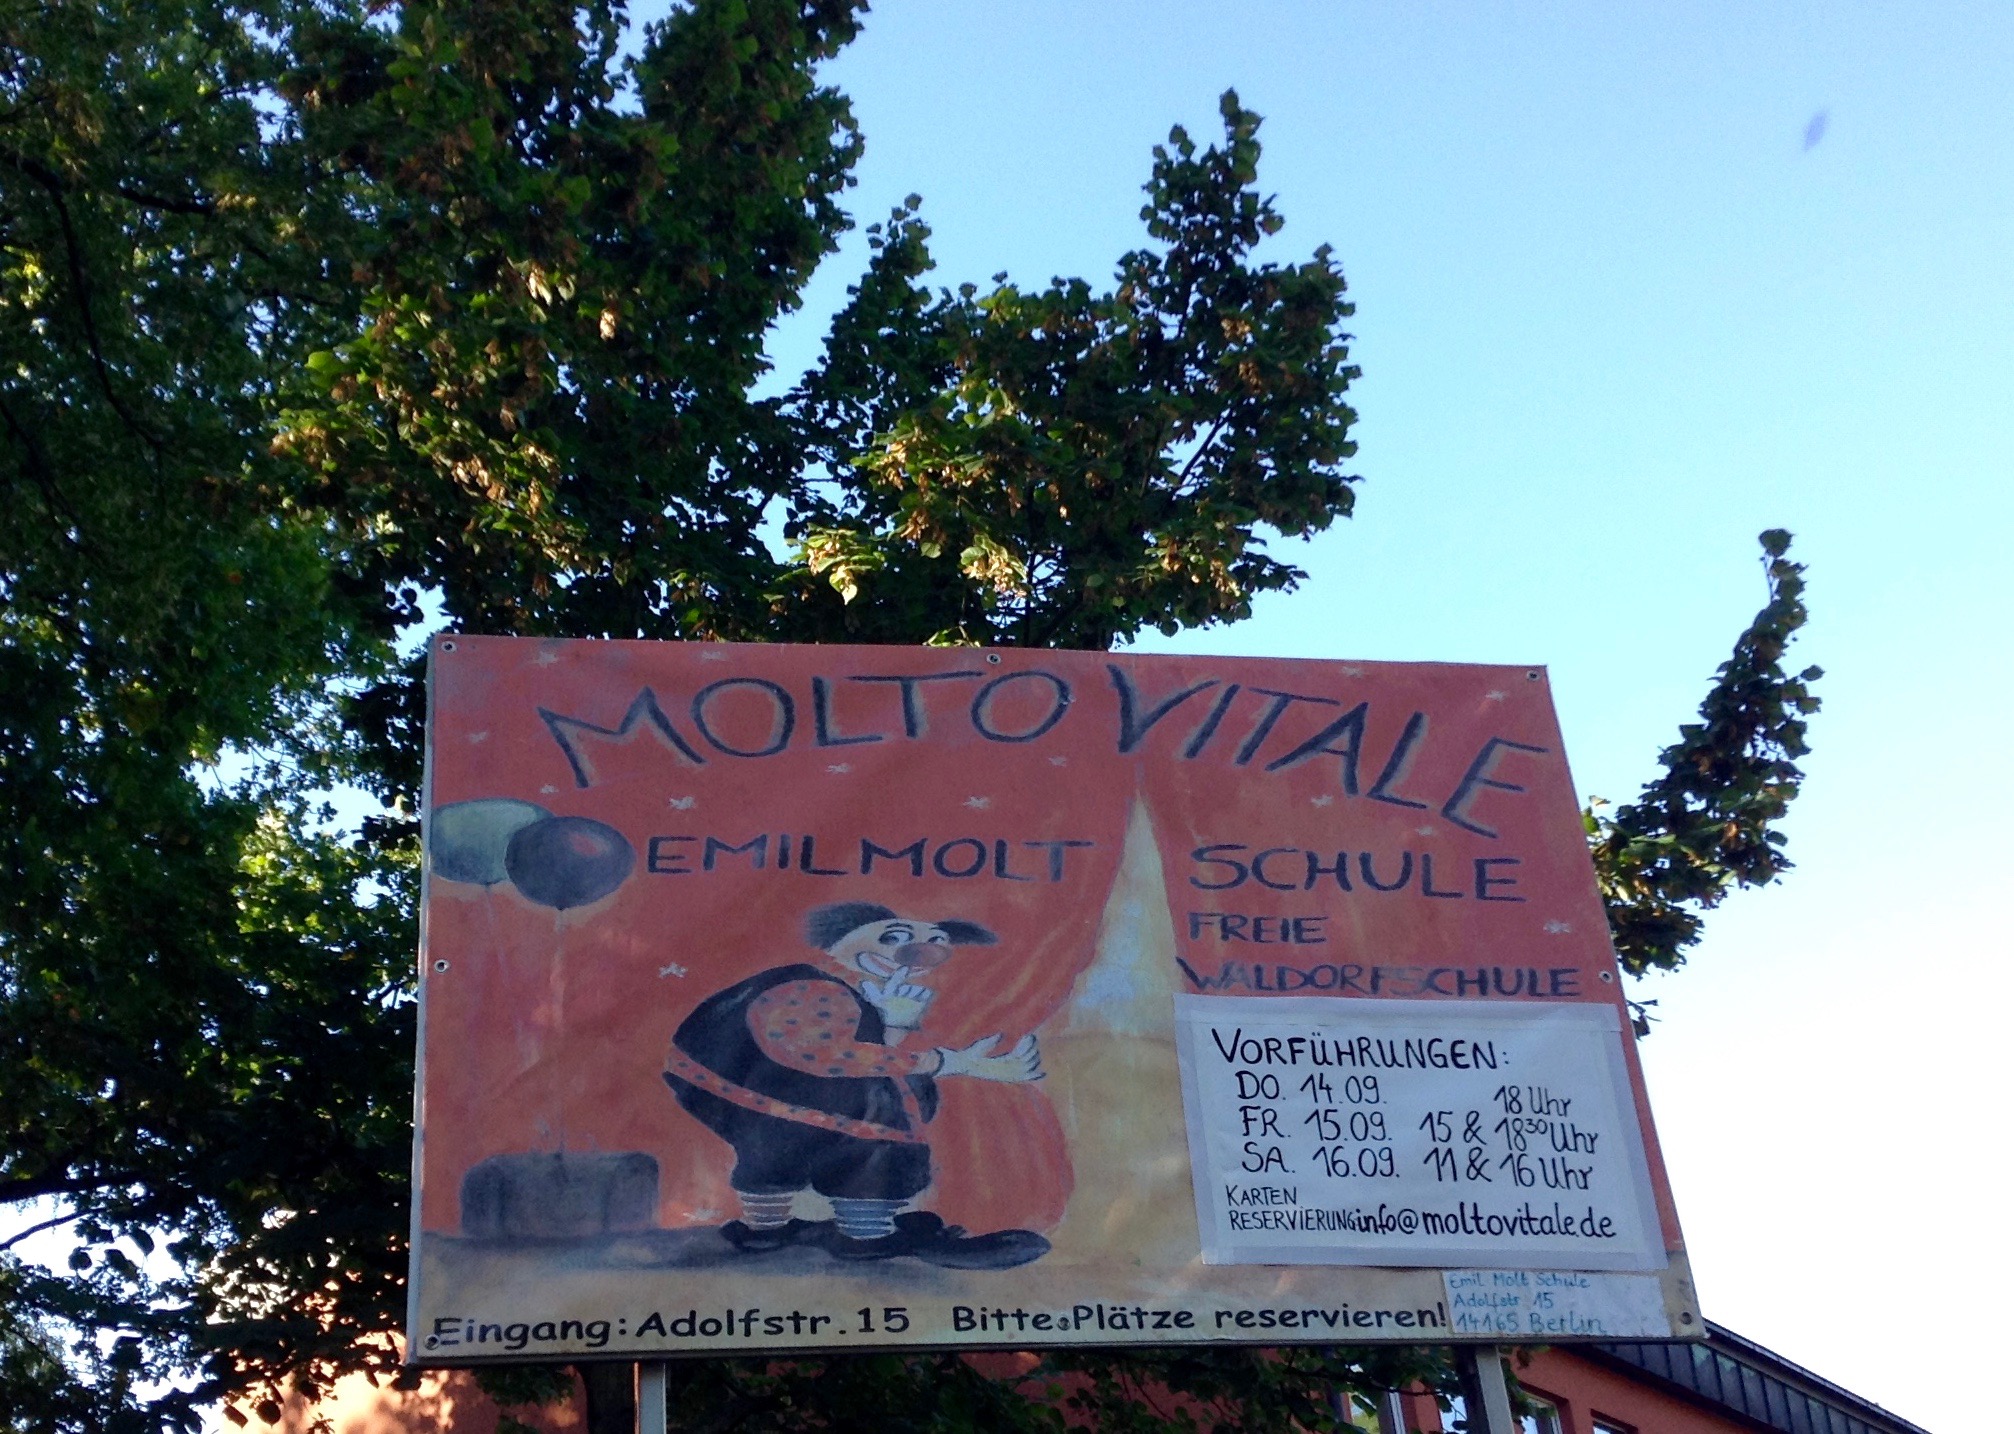 MOLTO VITALE
EMIL MOLT SCHULE
FREIE
WALDORFSCHULE
VORFÜHRUNGEN:
DO. 14.09. 18 Uhr
FR. 15.09. 15 & 18³⁰ Uhr
SA. 16.09. 11 & 16 Uhr
KARTEN
RESERVIERUNG info@moltovitale.de
Eingang: Adolfstr. 15 Bitte Plätze reservieren!
Emil Molt Schule
Adolfstr 15
14165 Berlin